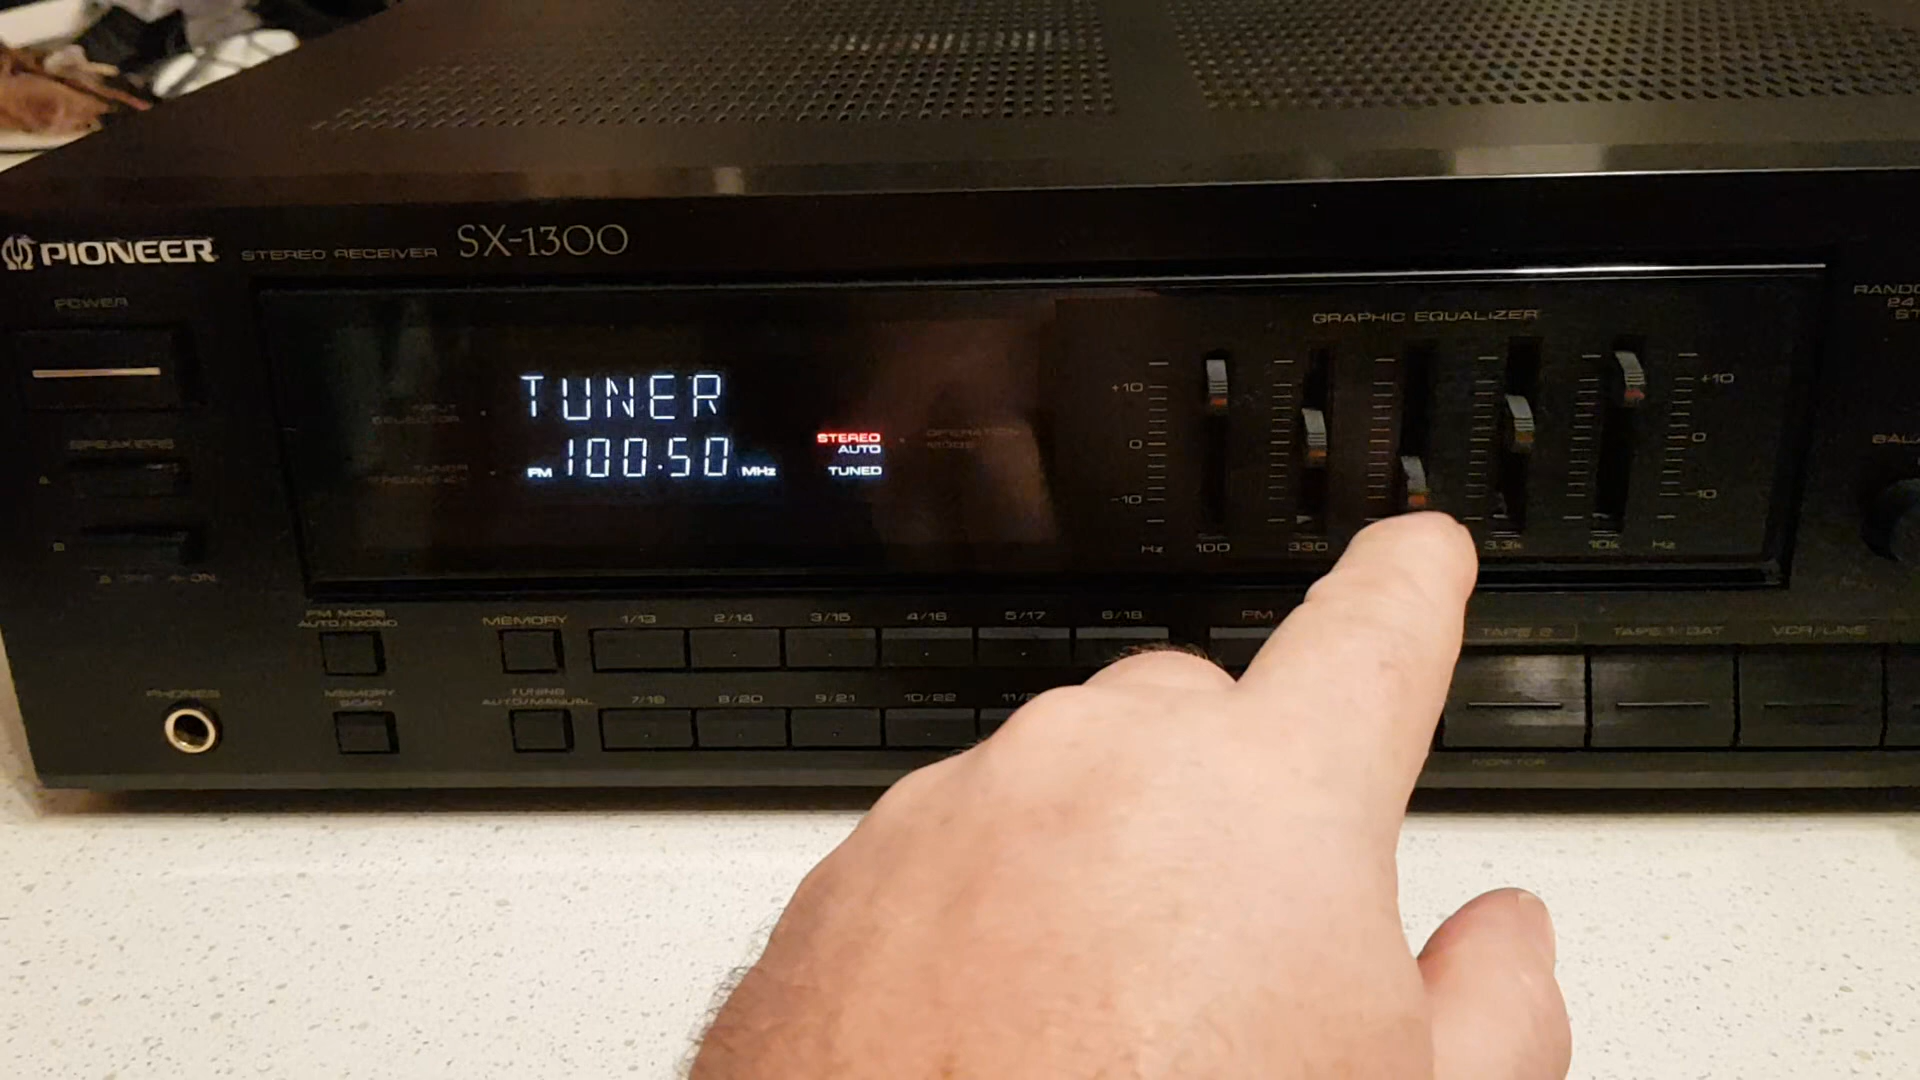 PIONEER STEREO RECEIVER SX-1300
POWER
SPEAKERS
A
B
TUNER
FM 100.50 MHz
STEREO
AUTO
TUNED
GRAPHIC EQUALIZER
+10 +10
0 0
-10 -10
Hz 100 330 3.3k 10k Hz
BALA
FM MODE
AUTO/MONO
MEMORY
1/13 2/14 3/15 4/16 5/17 6/18
FM
TAPE 2
TAPE 1/DAT
VCR/LINE
PHONES
MEMORY
SCAN
TUNING
AUTO/MANUAL
7/19 8/20 9/21 10/22
MONITOR